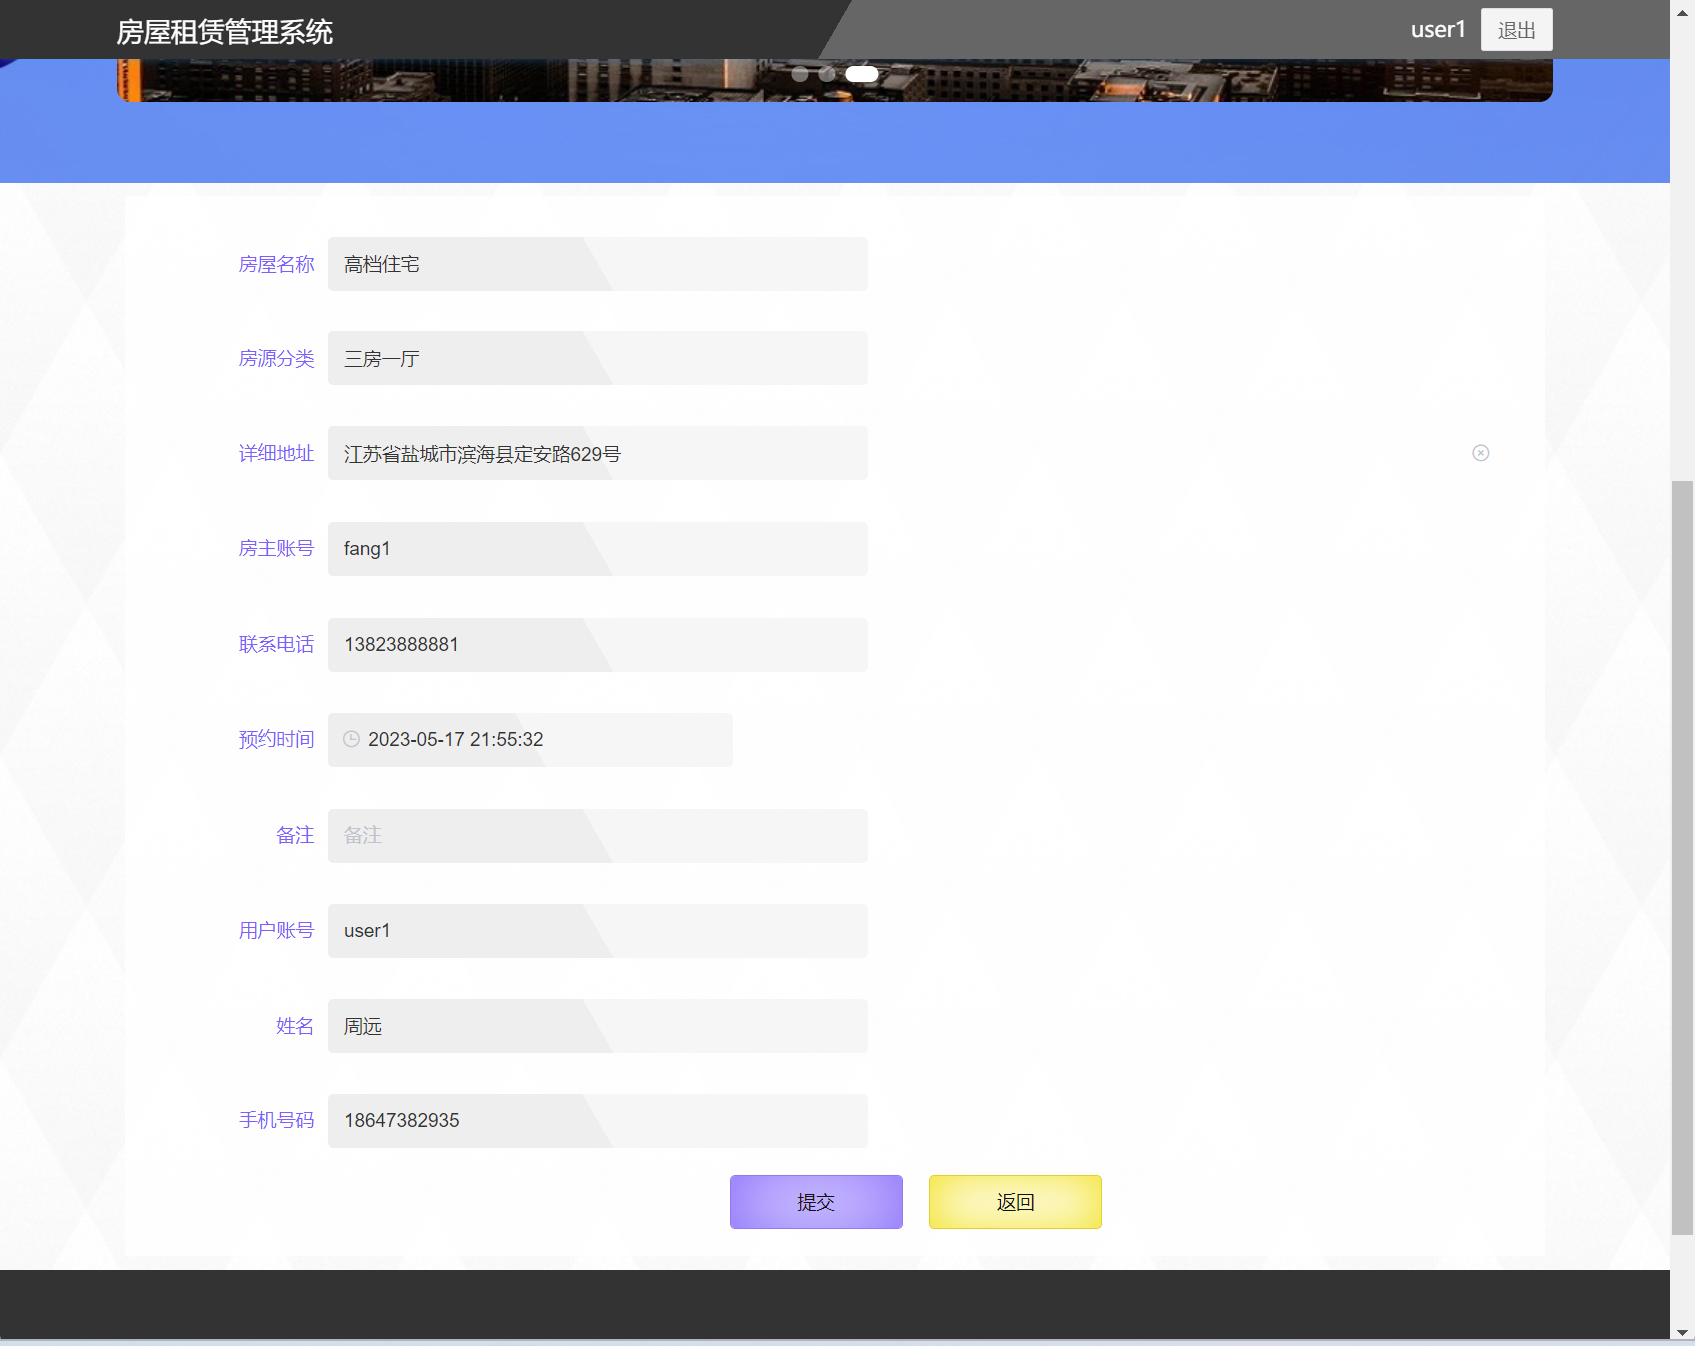 房屋租赁管理系统
user1 退出
房屋名称 高档住宅
房源分类 三房一厅
详细地址 江苏省盐城市滨海县定安路629号
房主账号 fang1
联系电话 13823888881
预约时间 2023-05-17 21:55:32
备注 备注
用户账号 user1
姓名 周远
手机号码 18647382935
提交 返回